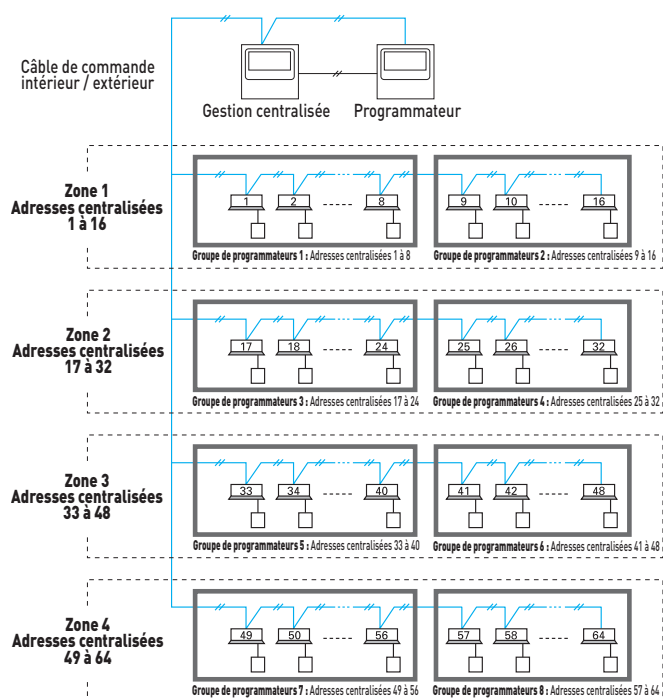 Câble de commande
intérieur / extérieur
Gestion centralisée
Programmateur
Zone 1
Adresses centralisées
1 à 16
1 2 8 9 10 16
Groupe de programmateurs 1 : Adresses centralisées 1 à 8
Groupe de programmateurs 2 : Adresses centralisées 9 à 16
Zone 2
Adresses centralisées
17 à 32
17 18 24 25 26 32
Groupe de programmateurs 3 : Adresses centralisées 17 à 24
Groupe de programmateurs 4 : Adresses centralisées 25 à 32
Zone 3
Adresses centralisées
33 à 48
33 34 40 41 42 48
Groupe de programmateurs 5 : Adresses centralisées 33 à 40
Groupe de programmateurs 6 : Adresses centralisées 41 à 48
Zone 4
Adresses centralisées
49 à 64
49 50 56 57 58 64
Groupe de programmateurs 7 : Adresses centralisées 49 à 56
Groupe de programmateurs 8 : Adresses centralisées 57 à 64